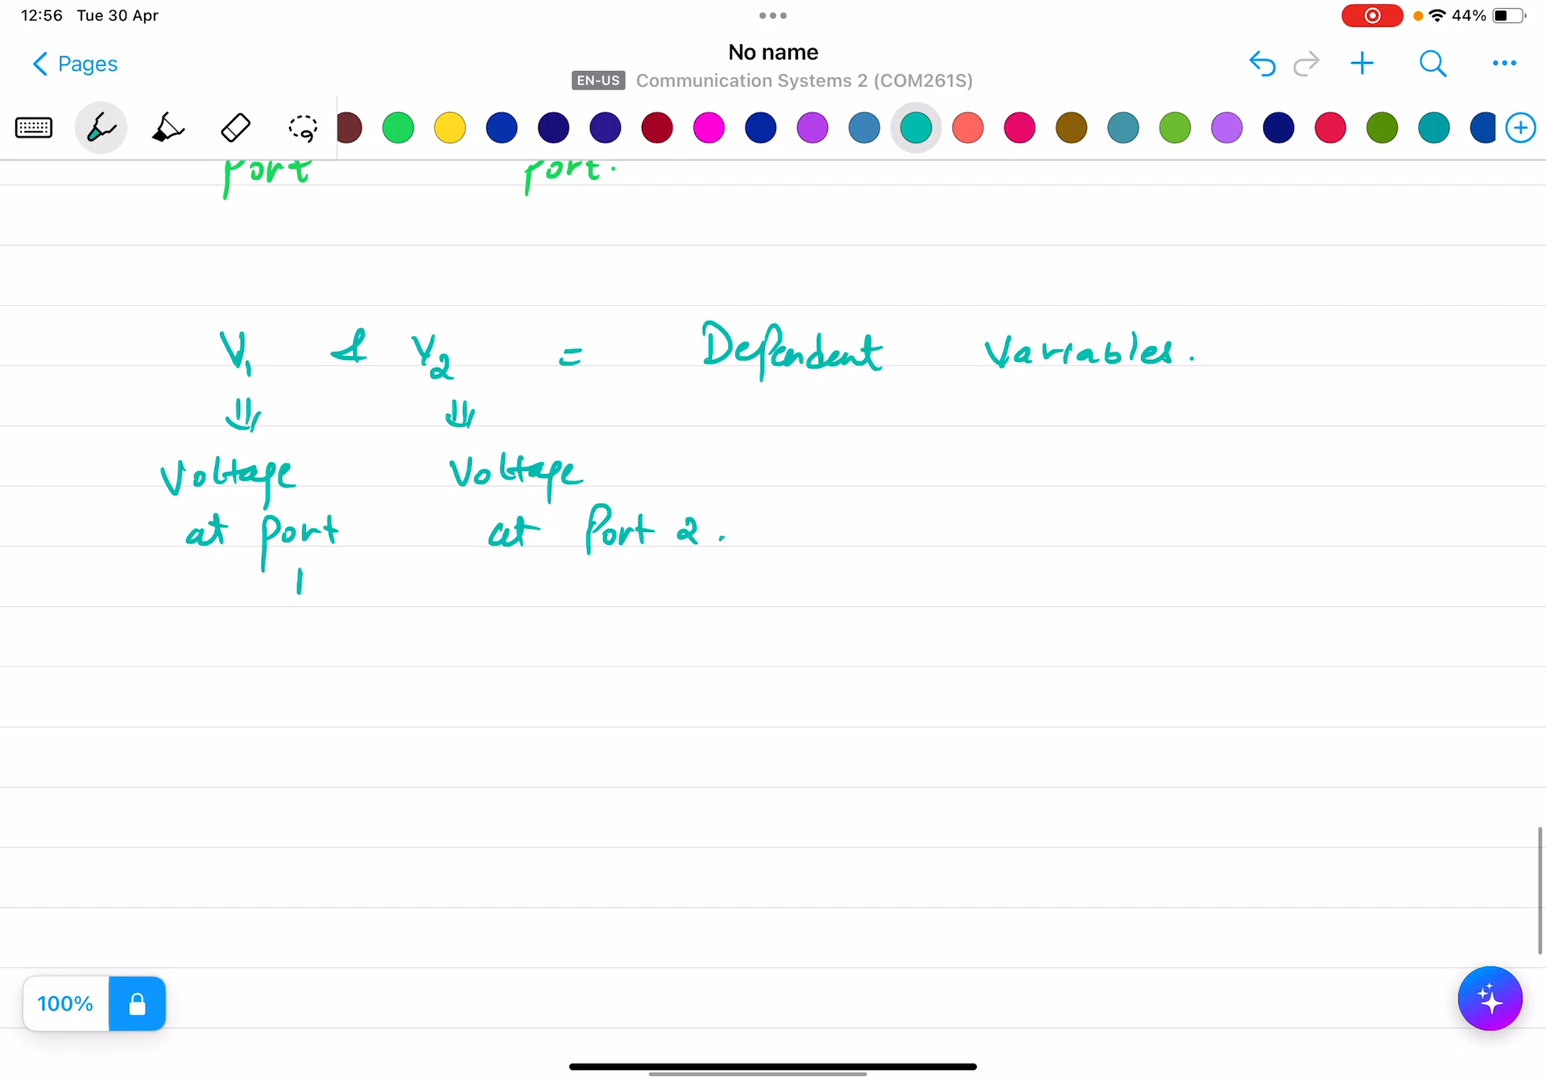 12:56 Tue 30 Apr
44%
Pages
No name
EN-US Communication Systems 2 (COM261S)
Port Port.
V1 & V2 = Dependent Variables.
Voltage Voltage
at port at Port 2.
1
100%